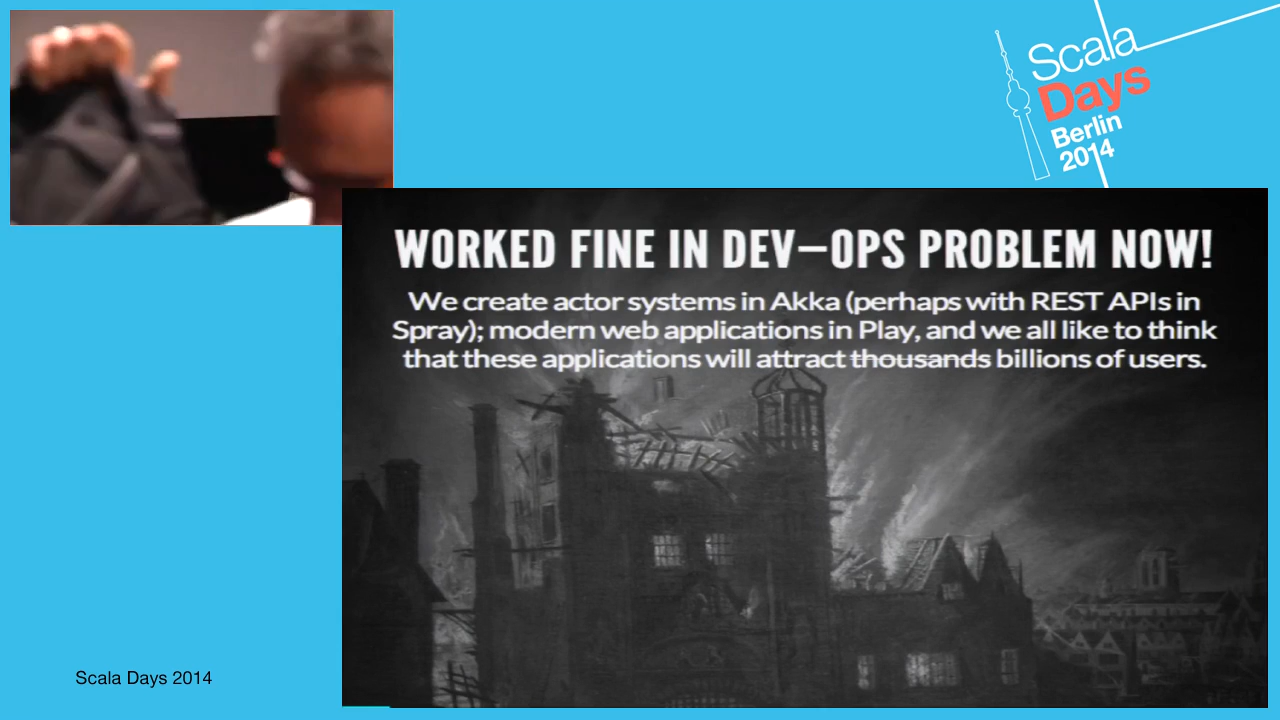 Scala
Days
Berlin
2014
WORKED FINE IN DEV—OPS PROBLEM NOW!
We create actor systems in Akka (perhaps with REST APIs in
Spray); modern web applications in Play, and we all like to think
that these applications will attract thousands billions of users.
Scala Days 2014